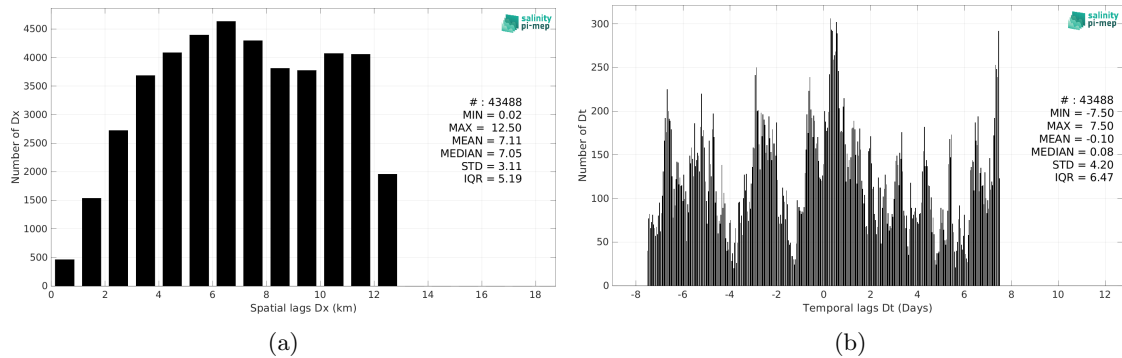 salinity
pi-mep
4500
4000
3500
3000
2500
2000
1500
1000
500
0
Number of Dx
# : 43488
MIN = 0.02
MAX = 12.50
MEAN = 7.11
MEDIAN = 7.05
STD = 3.11
IQR = 5.19
0 2 4 6 8 10 12 14 16 18
Spatial lags Dx (km)
(a)
salinity
pi-mep
300
250
200
150
100
50
0
Number of Dt
# : 43488
MIN = -7.50
MAX = 7.50
MEAN = -0.10
MEDIAN = 0.08
STD = 4.20
IQR = 6.47
-8 -6 -4 -2 0 2 4 6 8 10 12
Temporal lags Dt (Days)
(b)